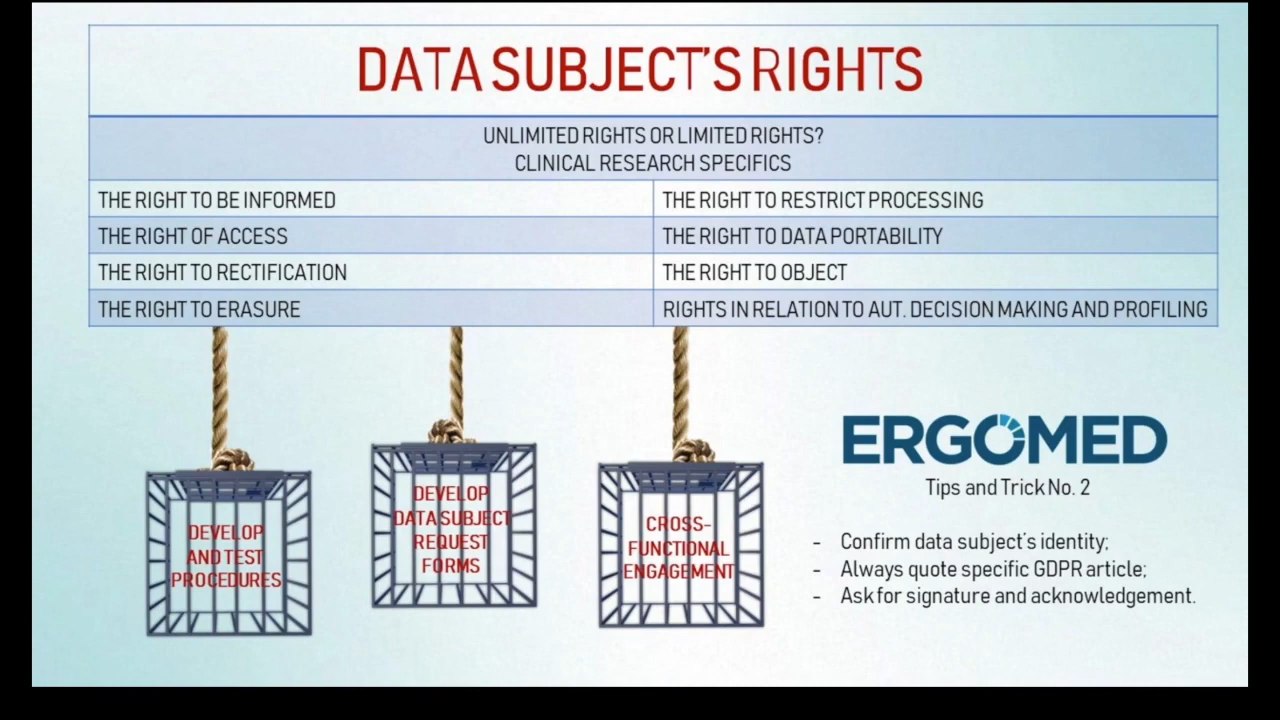 DATA SUBJECT'S RIGHTS
UNLIMITED RIGHTS OR LIMITED RIGHTS?
CLINICAL RESEARCH SPECIFICS
THE RIGHT TO BE INFORMED
THE RIGHT TO RESTRICT PROCESSING
THE RIGHT OF ACCESS
THE RIGHT TO DATA PORTABILITY
THE RIGHT TO RECTIFICATION
THE RIGHT TO OBJECT
THE RIGHT TO ERASURE
RIGHTS IN RELATION TO AUT. DECISION MAKING AND PROFILING
DEVELOP
AND TEST
PROCEDURES
DEVELOP
DATA SUBJECT
REQUEST
FORMS
CROSS-
FUNCTIONAL
ENGAGEMENT
ERGOMED
Tips and Trick No. 2
- Confirm data subject's identity;
- Always quote specific GDPR article;
- Ask for signature and acknowledgement.